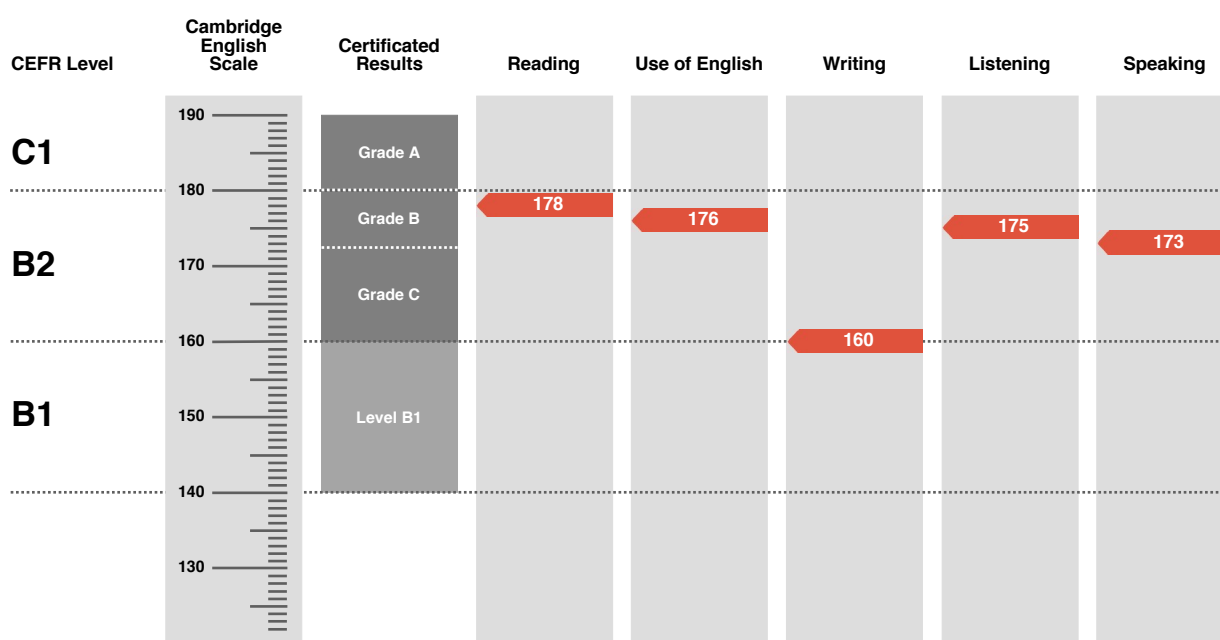 CEFR Level
Cambridge
English
Scale
Certificated
Results
Reading
Use of English
Writing
Listening
Speaking
190
C1
Grade A
180
178
Grade B
176
175
173
B2
170
Grade C
160
160
B1
150
Level B1
140
130